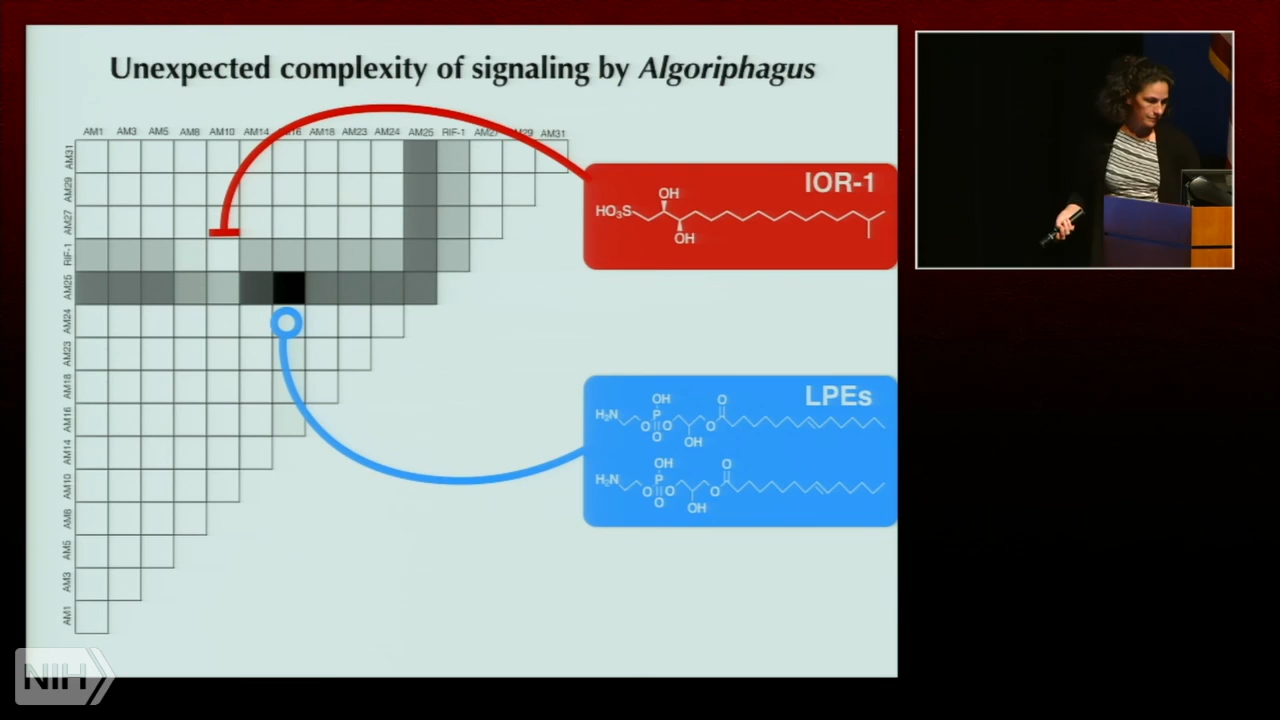 Unexpected complexity of signaling by Algoriphagus
AM1 AM3 AM5 AM8 AM10 AM14 AM18 AM23 AM24 AM25 RIF-1 AM27 AM31
AM31
AM29
AM27
RIF-1
AM25
AM24
AM23
AM18
AM16
AM14
AM10
AM8
AM5
AM3
AM1
IOR-1
OH
HO₃S
OH
LPEs
OH O
H₂N P
O O O
O OH
OH O
H₂N P
O O O
O OH
NIH